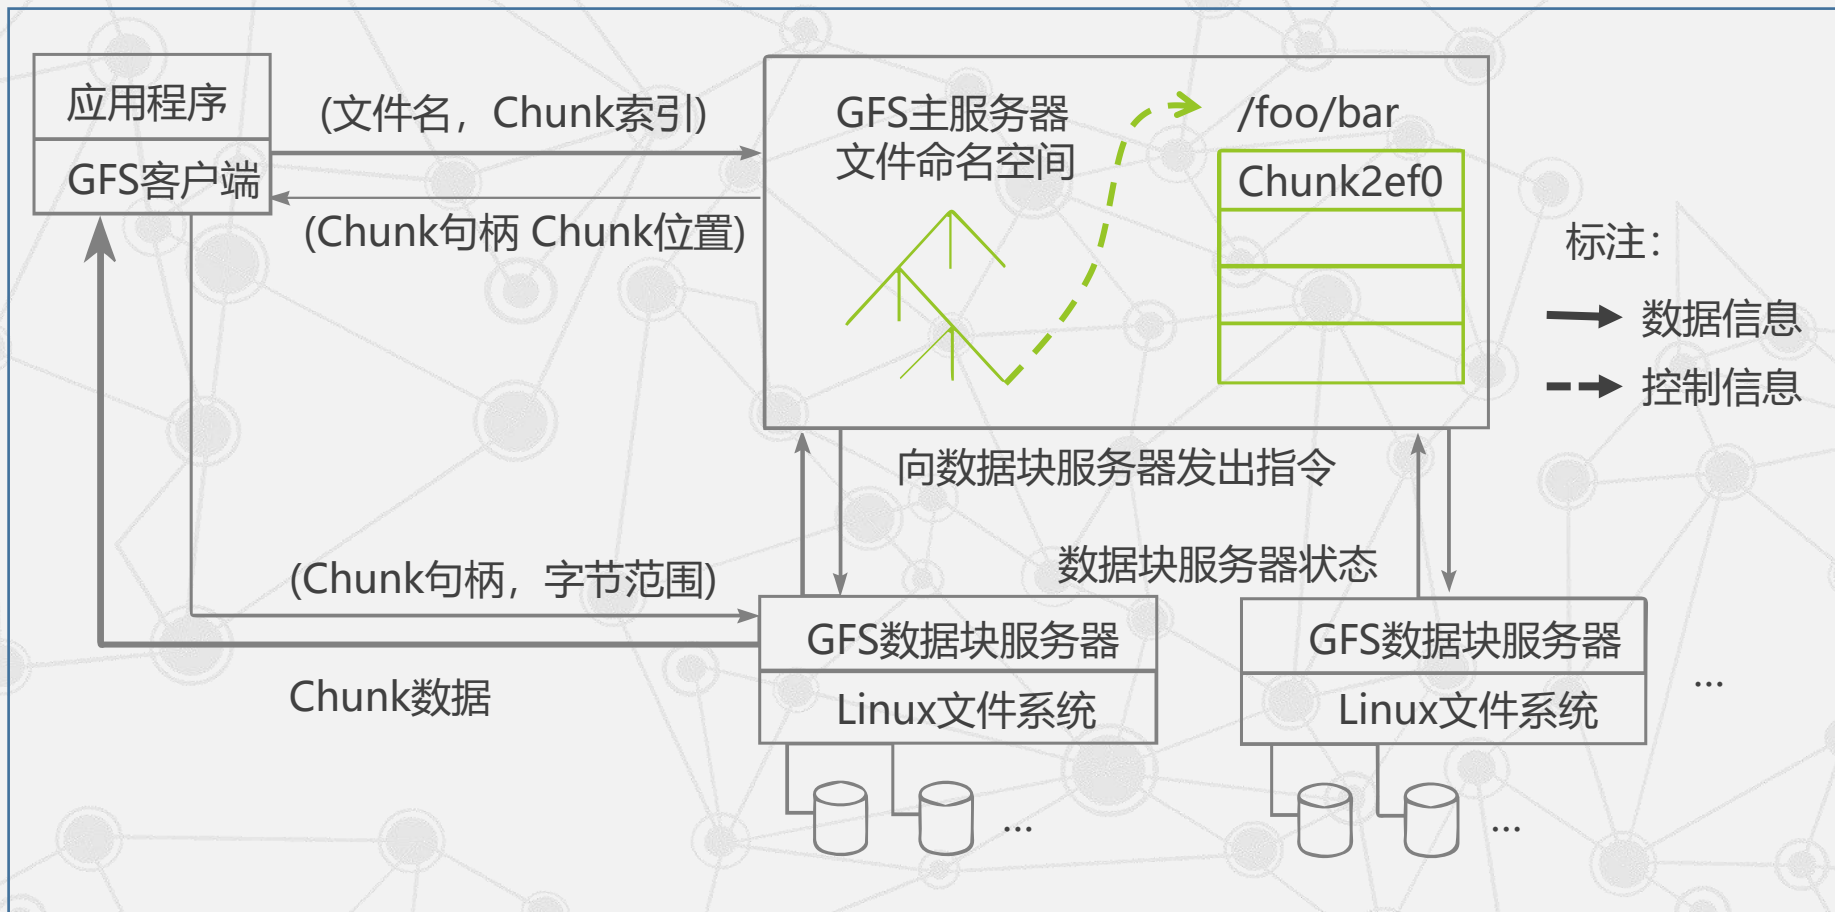 应用程序
GFS客户端
(文件名，Chunk索引)
(Chunk句柄 Chunk位置)
GFS主服务器
文件命名空间
/foo/bar
Chunk2ef0
标注：
数据信息
控制信息
向数据块服务器发出指令
数据块服务器状态
(Chunk句柄，字节范围)
Chunk数据
GFS数据块服务器
Linux文件系统
...
GFS数据块服务器
Linux文件系统
...
...